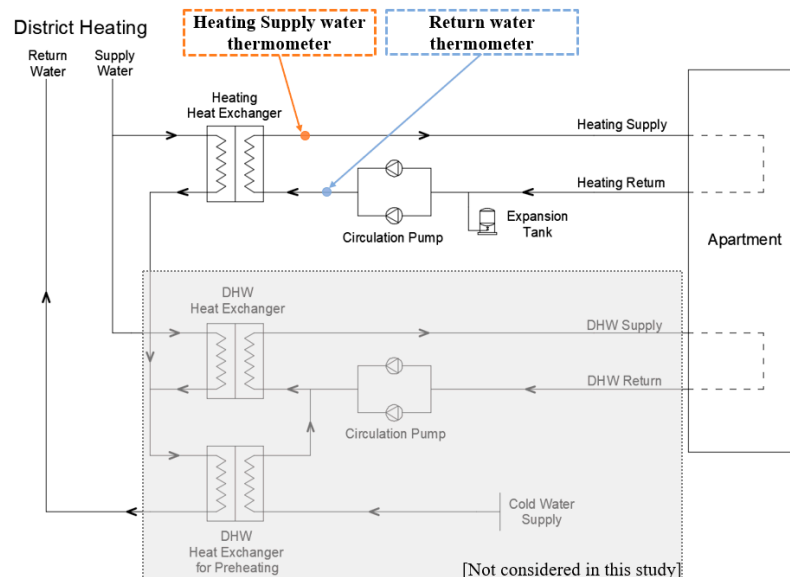 District Heating
Return
Water
Supply
Water
Heating Supply water
thermometer
Return water
thermometer
Heating
Heat Exchanger
Heating Supply
Heating Return
Circulation Pump
Expansion
Tank
Apartment
DHW
Heat Exchanger
DHW Supply
DHW Return
Circulation Pump
Cold Water
Supply
DHW
Heat Exchanger
for Preheating
[Not considered in this study]